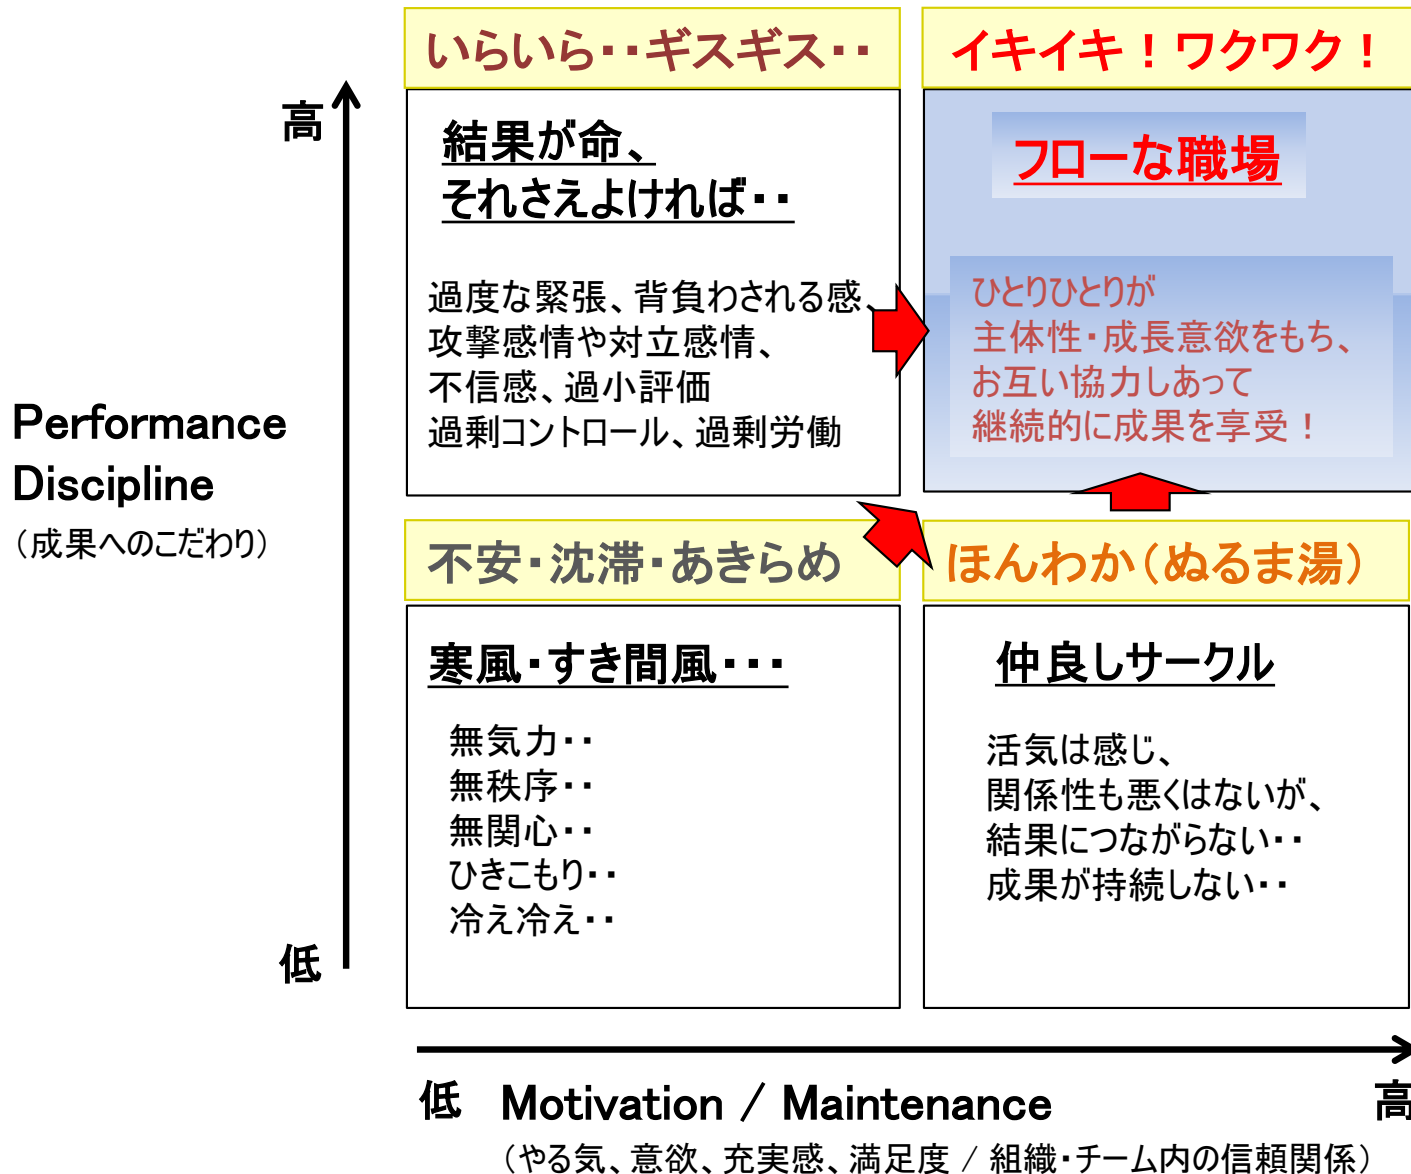 いらいら・・ギスギス・・
イキイキ！ワクワク！
高
結果が命、
それさえよければ・・
フローな職場
過度な緊張、背負わされる感、
攻撃感情や対立感情、
不信感、過小評価
過剰コントロール、過剰労働
ひとりひとりが
主体性・成長意欲をもち、
お互い協力しあって
継続的に成果を享受！
Performance
Discipline
（成果へのこだわり）
不安・沈滞・あきらめ
ほんわか（ぬるま湯）
寒風・すき間風・・・
仲良しサークル
無気力・・
無秩序・・
無関心・・
ひきこもり・・
冷え冷え・・
活気は感じ、
関係性も悪くはないが、
結果につながらない・・
成果が持続しない・・
低
低 Motivation / Maintenance 高
（やる気、意欲、充実感、満足度 / 組織・チーム内の信頼関係）